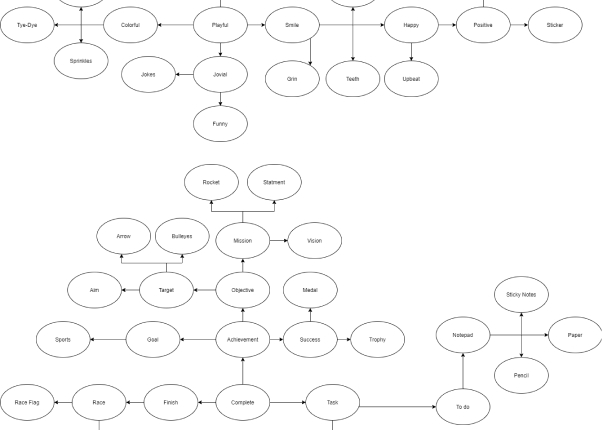 Tye-Dye
Colorful
Playful
Smile
Happy
Positive
Sticker
Sprinkles
Jokes
Jovial
Grin
Teeth
Upbeat
Funny
Rocket
Statment
Arrow
Bulleyes
Mission
Vision
Aim
Target
Objective
Medal
Sticky Notes
Sports
Goal
Achievement
Success
Trophy
Notepad
Paper
Pencil
Race Flag
Race
Finish
Complete
Task
To do